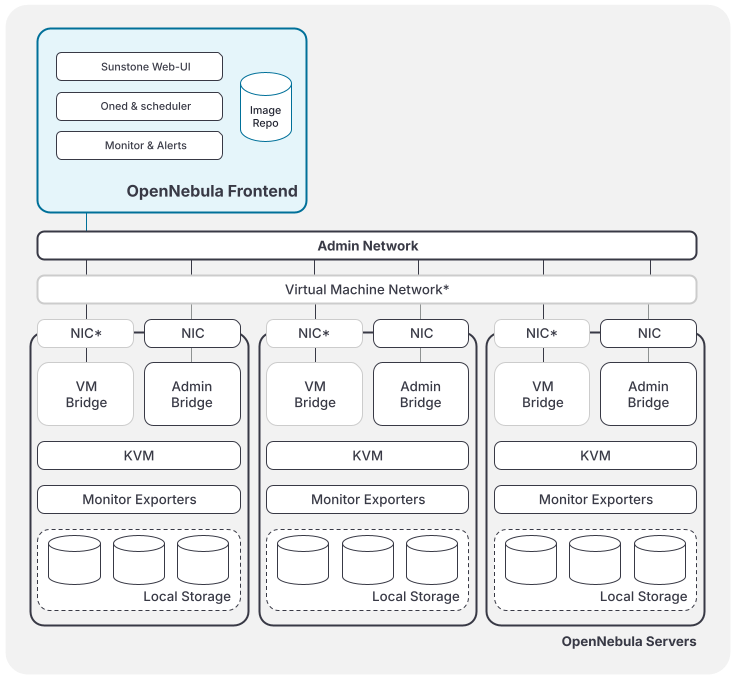 Sunstone Web-UI
Oned & scheduler
Monitor & Alerts
Image
Repo
OpenNebula Frontend
Admin Network
Virtual Machine Network*
NIC*
NIC
NIC*
NIC
NIC*
NIC
VM
Bridge
Admin
Bridge
VM
Bridge
Admin
Bridge
VM
Bridge
Admin
Bridge
KVM
KVM
KVM
Monitor Exporters
Monitor Exporters
Monitor Exporters
Local Storage
Local Storage
Local Storage
OpenNebula Servers